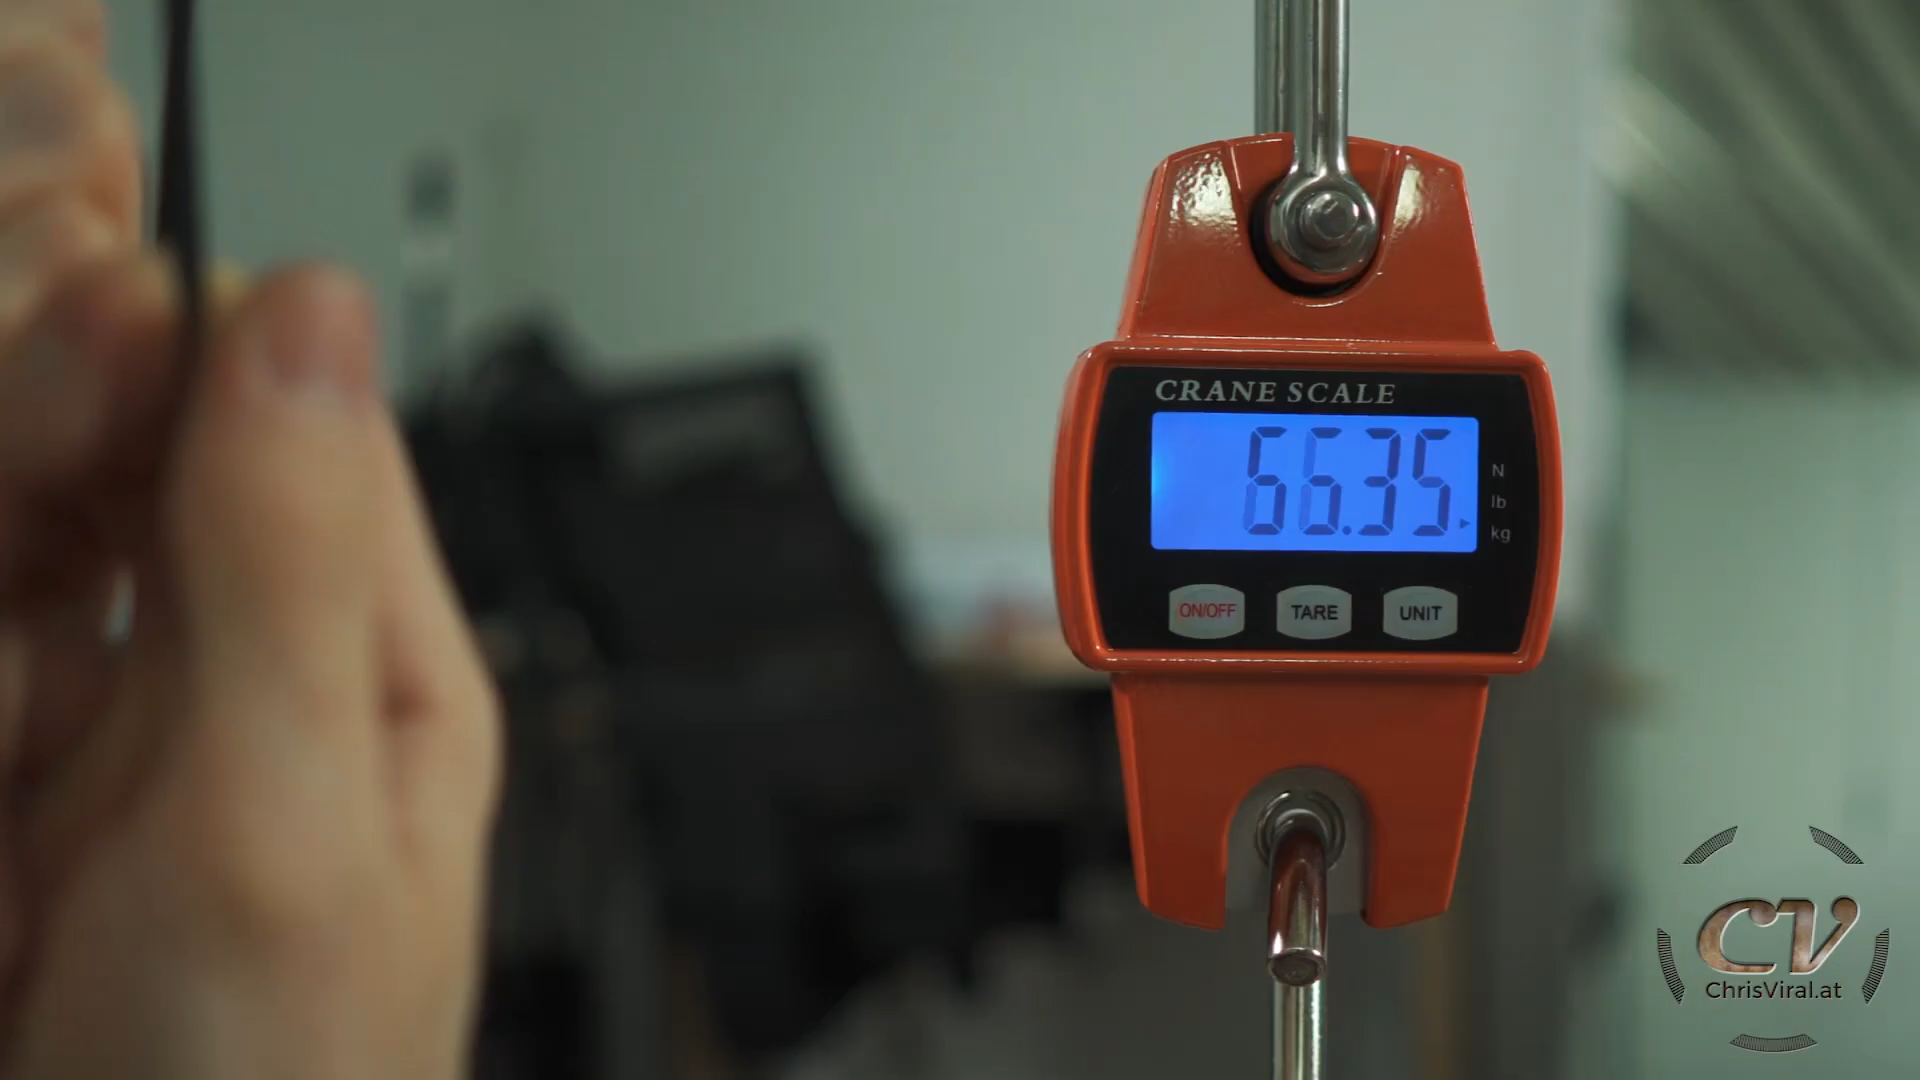 CRANE SCALE
66.35
N
lb
kg
ON/OFF TARE UNIT
CV
ChrisViral.at